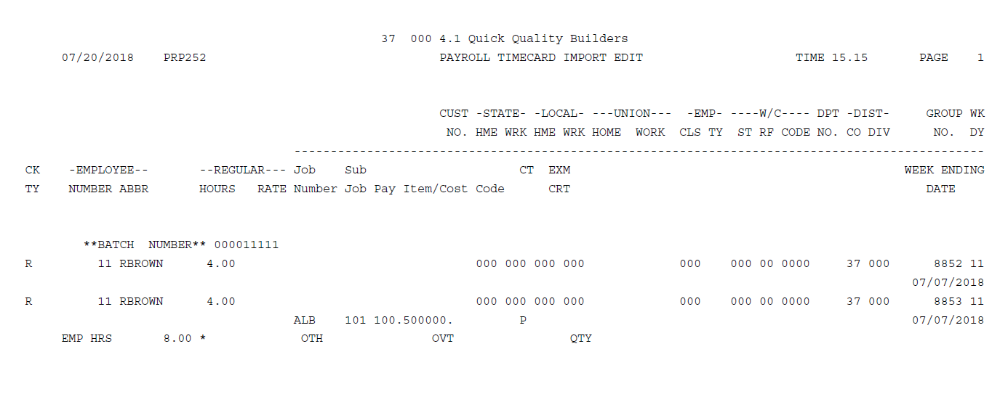 37  000 4.1 Quick Quality Builders
07/20/2018    PRP252    PAYROLL TIMECARD IMPORT EDIT    TIME 15.15    PAGE    1
CUST -STATE- -LOCAL- ---UNION---  -EMP- ----W/C---- DPT -DIST-     GROUP WK
NO. HME WRK HME WRK HOME  WORK  CLS TY  ST RF CODE NO. CO DIV      NO.  DY
-----------------------------------------------------------------------------------------------
CK    -EMPLOYEE--       --REGULAR--- Job    Sub                     CT  EXM    WEEK ENDING
TY    NUMBER ABBR       HOURS   RATE Number Job Pay Item/Cost Code      CRT    DATE
**BATCH  NUMBER** 000011111
R         11 RBROWN      4.00    000 000 000 000             000    000 00 0000     37 000      8852 11
07/07/2018
R         11 RBROWN      4.00    000 000 000 000             000    000 00 0000     37 000      8853 11
ALB    101 100.500000.         P    07/07/2018
EMP HRS       8.00 *             OTH               OVT                QTY